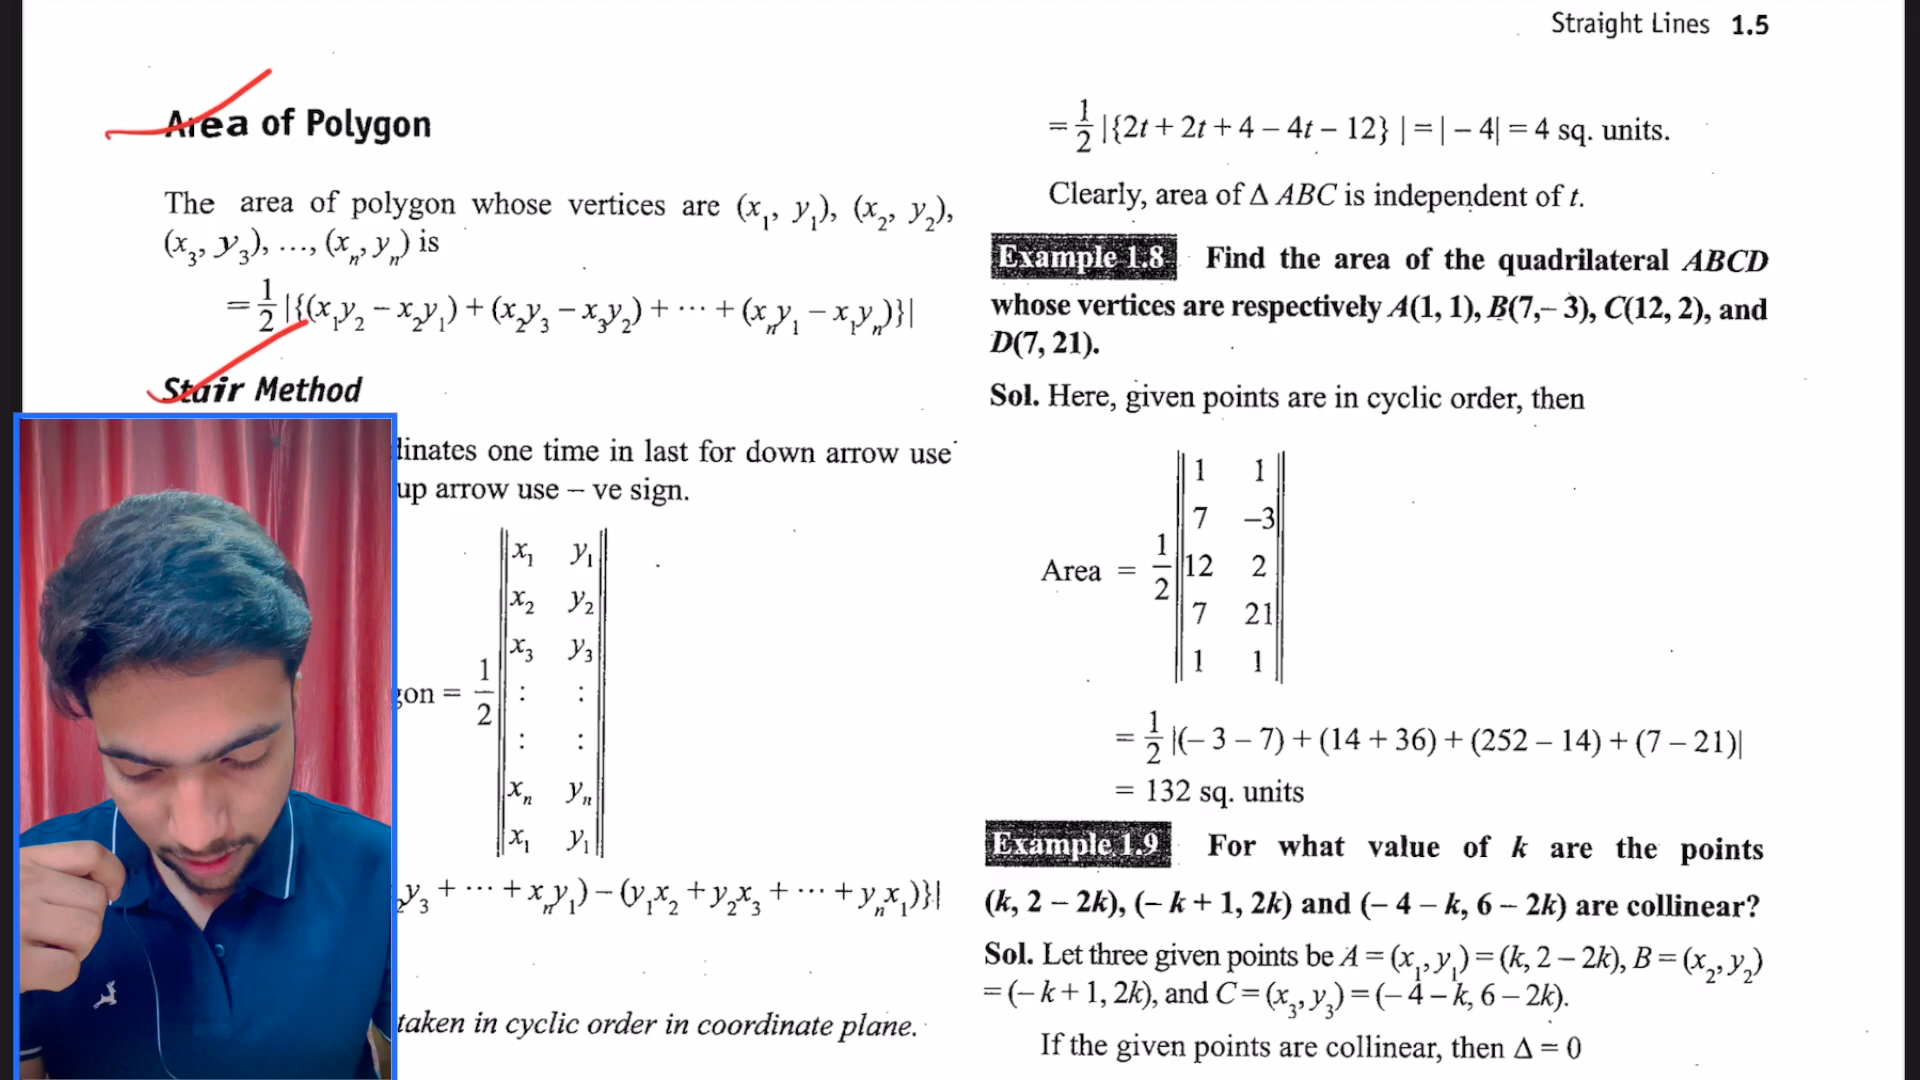 Straight Lines 1.5
Area of Polygon
The area of polygon whose vertices are (x₁, y₁), (x₂, y₂),
(x₃, y₃), ..., (xₙ, yₙ) is
= 1/2 |{(x₁y₂ – x₂y₁) + (x₂y₃ – x₃y₂) + ··· + (xₙy₁ – x₁yₙ)}|
Stair Method
dinates one time in last for down arrow use
up arrow use – ve sign.
gon = 1/2
x₁ y₁
x₂ y₂
x₃ y₃
: :
: :
xₙ yₙ
x₁ y₁
₂y₃ + ··· + xₙy₁) – (y₁x₂ + y₂x₃ + ··· + yₙx₁)}|
taken in cyclic order in coordinate plane.
= 1/2 |{2t + 2t + 4 – 4t – 12} | = | – 4| = 4 sq. units.
Clearly, area of Δ ABC is independent of t.
Example 1.8 Find the area of the quadrilateral ABCD
whose vertices are respectively A(1, 1), B(7,– 3), C(12, 2), and
D(7, 21).
Sol. Here, given points are in cyclic order, then
Area = 1/2
1 1
7 –3
12 2
7 21
1 1
= 1/2 |(– 3 – 7) + (14 + 36) + (252 – 14) + (7 – 21)|
= 132 sq. units
Example 1.9 For what value of k are the points
(k, 2 – 2k), (– k + 1, 2k) and (– 4 – k, 6 – 2k) are collinear?
Sol. Let three given points be A = (x₁, y₁) = (k, 2 – 2k), B = (x₂, y₂)
= (– k + 1, 2k), and C = (x₃, y₃) = (– 4 – k, 6 – 2k).
If the given points are collinear, then Δ = 0